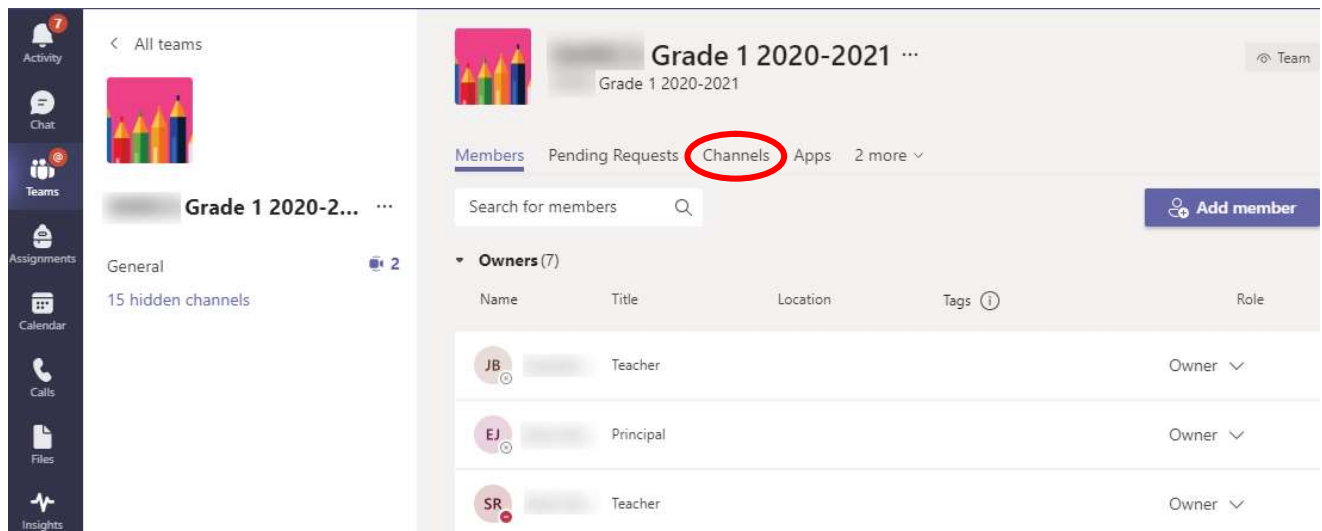 7
Activity
Chat
@
Teams
Assignments
Calendar
Calls
Files
Insights
< All teams
Grade 1 2020-2... ···
General 2
15 hidden channels
Grade 1 2020-2021 ···
Grade 1 2020-2021
Team
Members Pending Requests Channels Apps 2 more
Search for members
Add member
Owners (7)
Name Title Location Tags Role
JB Teacher Owner
EJ Principal Owner
SR Teacher Owner